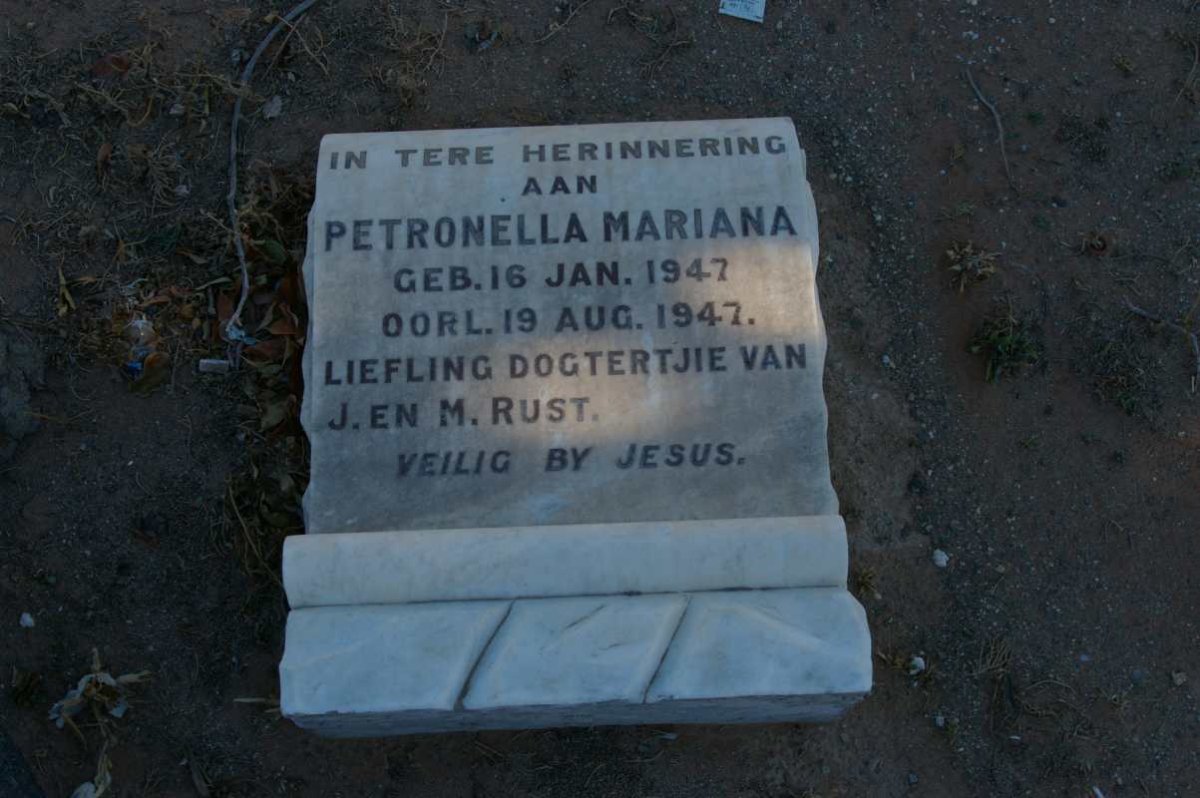 IN TERE HERINNERING
AAN
PETRONELLA MARIANA
GEB. 16 JAN. 1947
OORL. 19 AUG. 1947.
LIEFLING DOGTERTJIE VAN
J. EN M. RUST.
VEILIG BY JESUS.